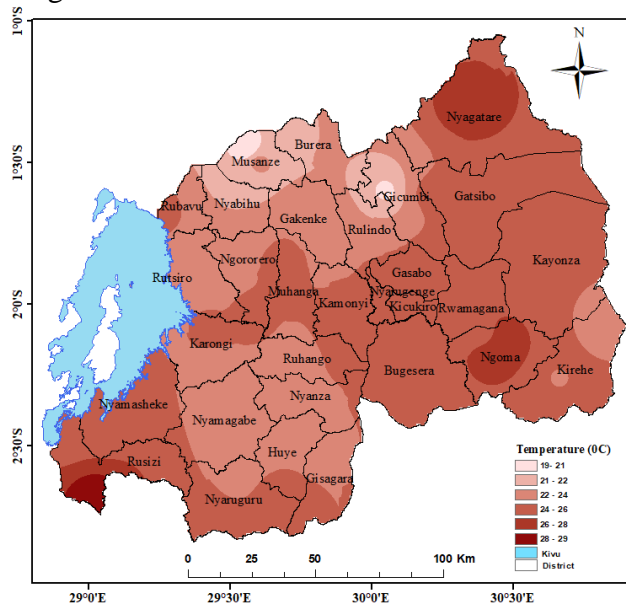 1°0'S
N
Nyagatare
Burera
1°30'S
Musanze
Gicumbi
Gatsibo
Rubavu
Nyabihu
Gakenke
Rulindo
Ngororero
Kayonza
Rutsiro
Gasabo
Muhanga
Nyarugenge
Kamonyi
Kicukiro
Rwamagana
2°0'S
Karongi
Ruhango
Ngoma
Bugesera
Kirehe
Nyanza
Nyamasheke
Nyamagabe
2°30'S
Huye
Rusizi
Gisagara
Nyaruguru
Temperature (0C)
19- 21
21 - 22
22 - 24
24 - 26
26 - 28
28 - 29
Kivu
District
0 25 50 100 Km
29°0'E 29°30'E 30°0'E 30°30'E